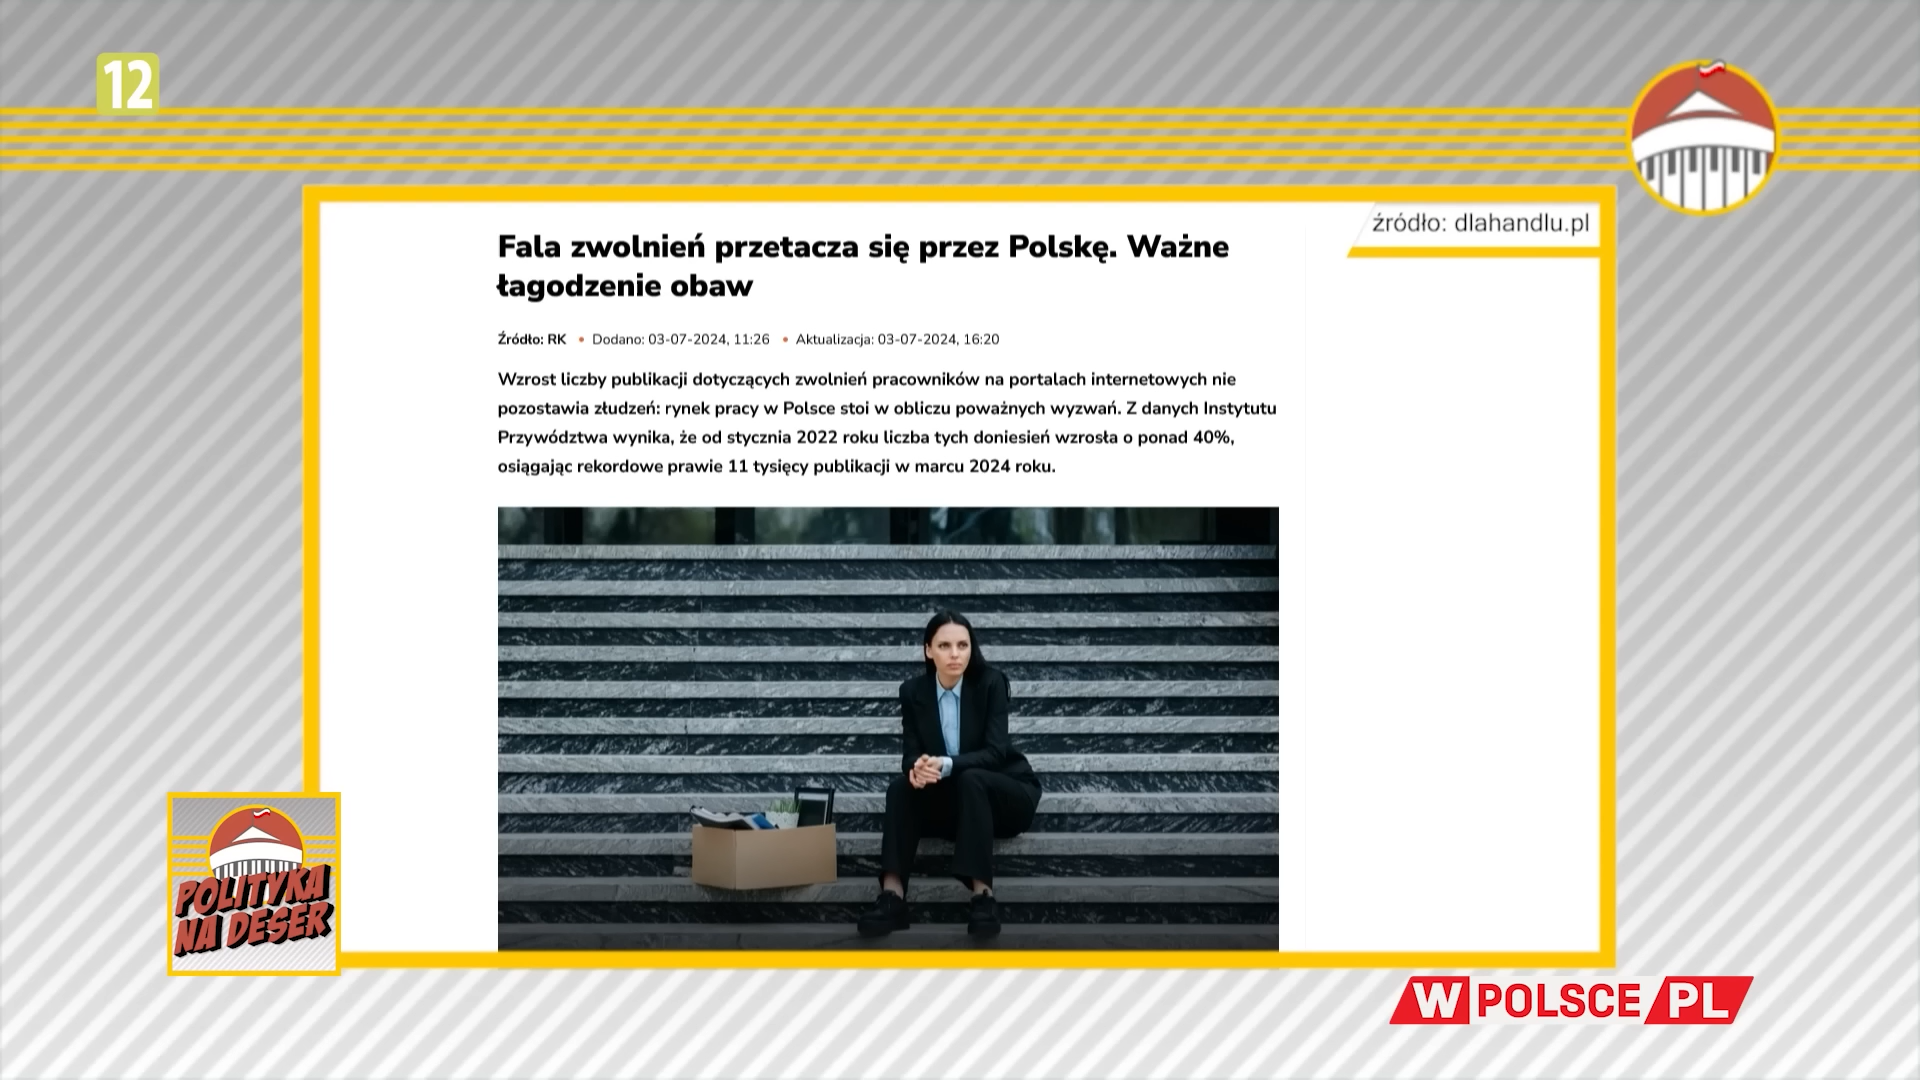 12
źródło: dlahandlu.pl
Fala zwolnień przetacza się przez Polskę. Ważne
łagodzenie obaw
Źródło: RK • Dodano: 03-07-2024, 11:26 • Aktualizacja: 03-07-2024, 16:20
Wzrost liczby publikacji dotyczących zwolnień pracowników na portalach internetowych nie
pozostawia złudzeń: rynek pracy w Polsce stoi w obliczu poważnych wyzwań. Z danych Instytutu
Przywództwa wynika, że od stycznia 2022 roku liczba tych doniesień wzrosła o ponad 40%,
osiągając rekordowe prawie 11 tysięcy publikacji w marcu 2024 roku.
POLITYKA
NA DESER
W POLSCE PL